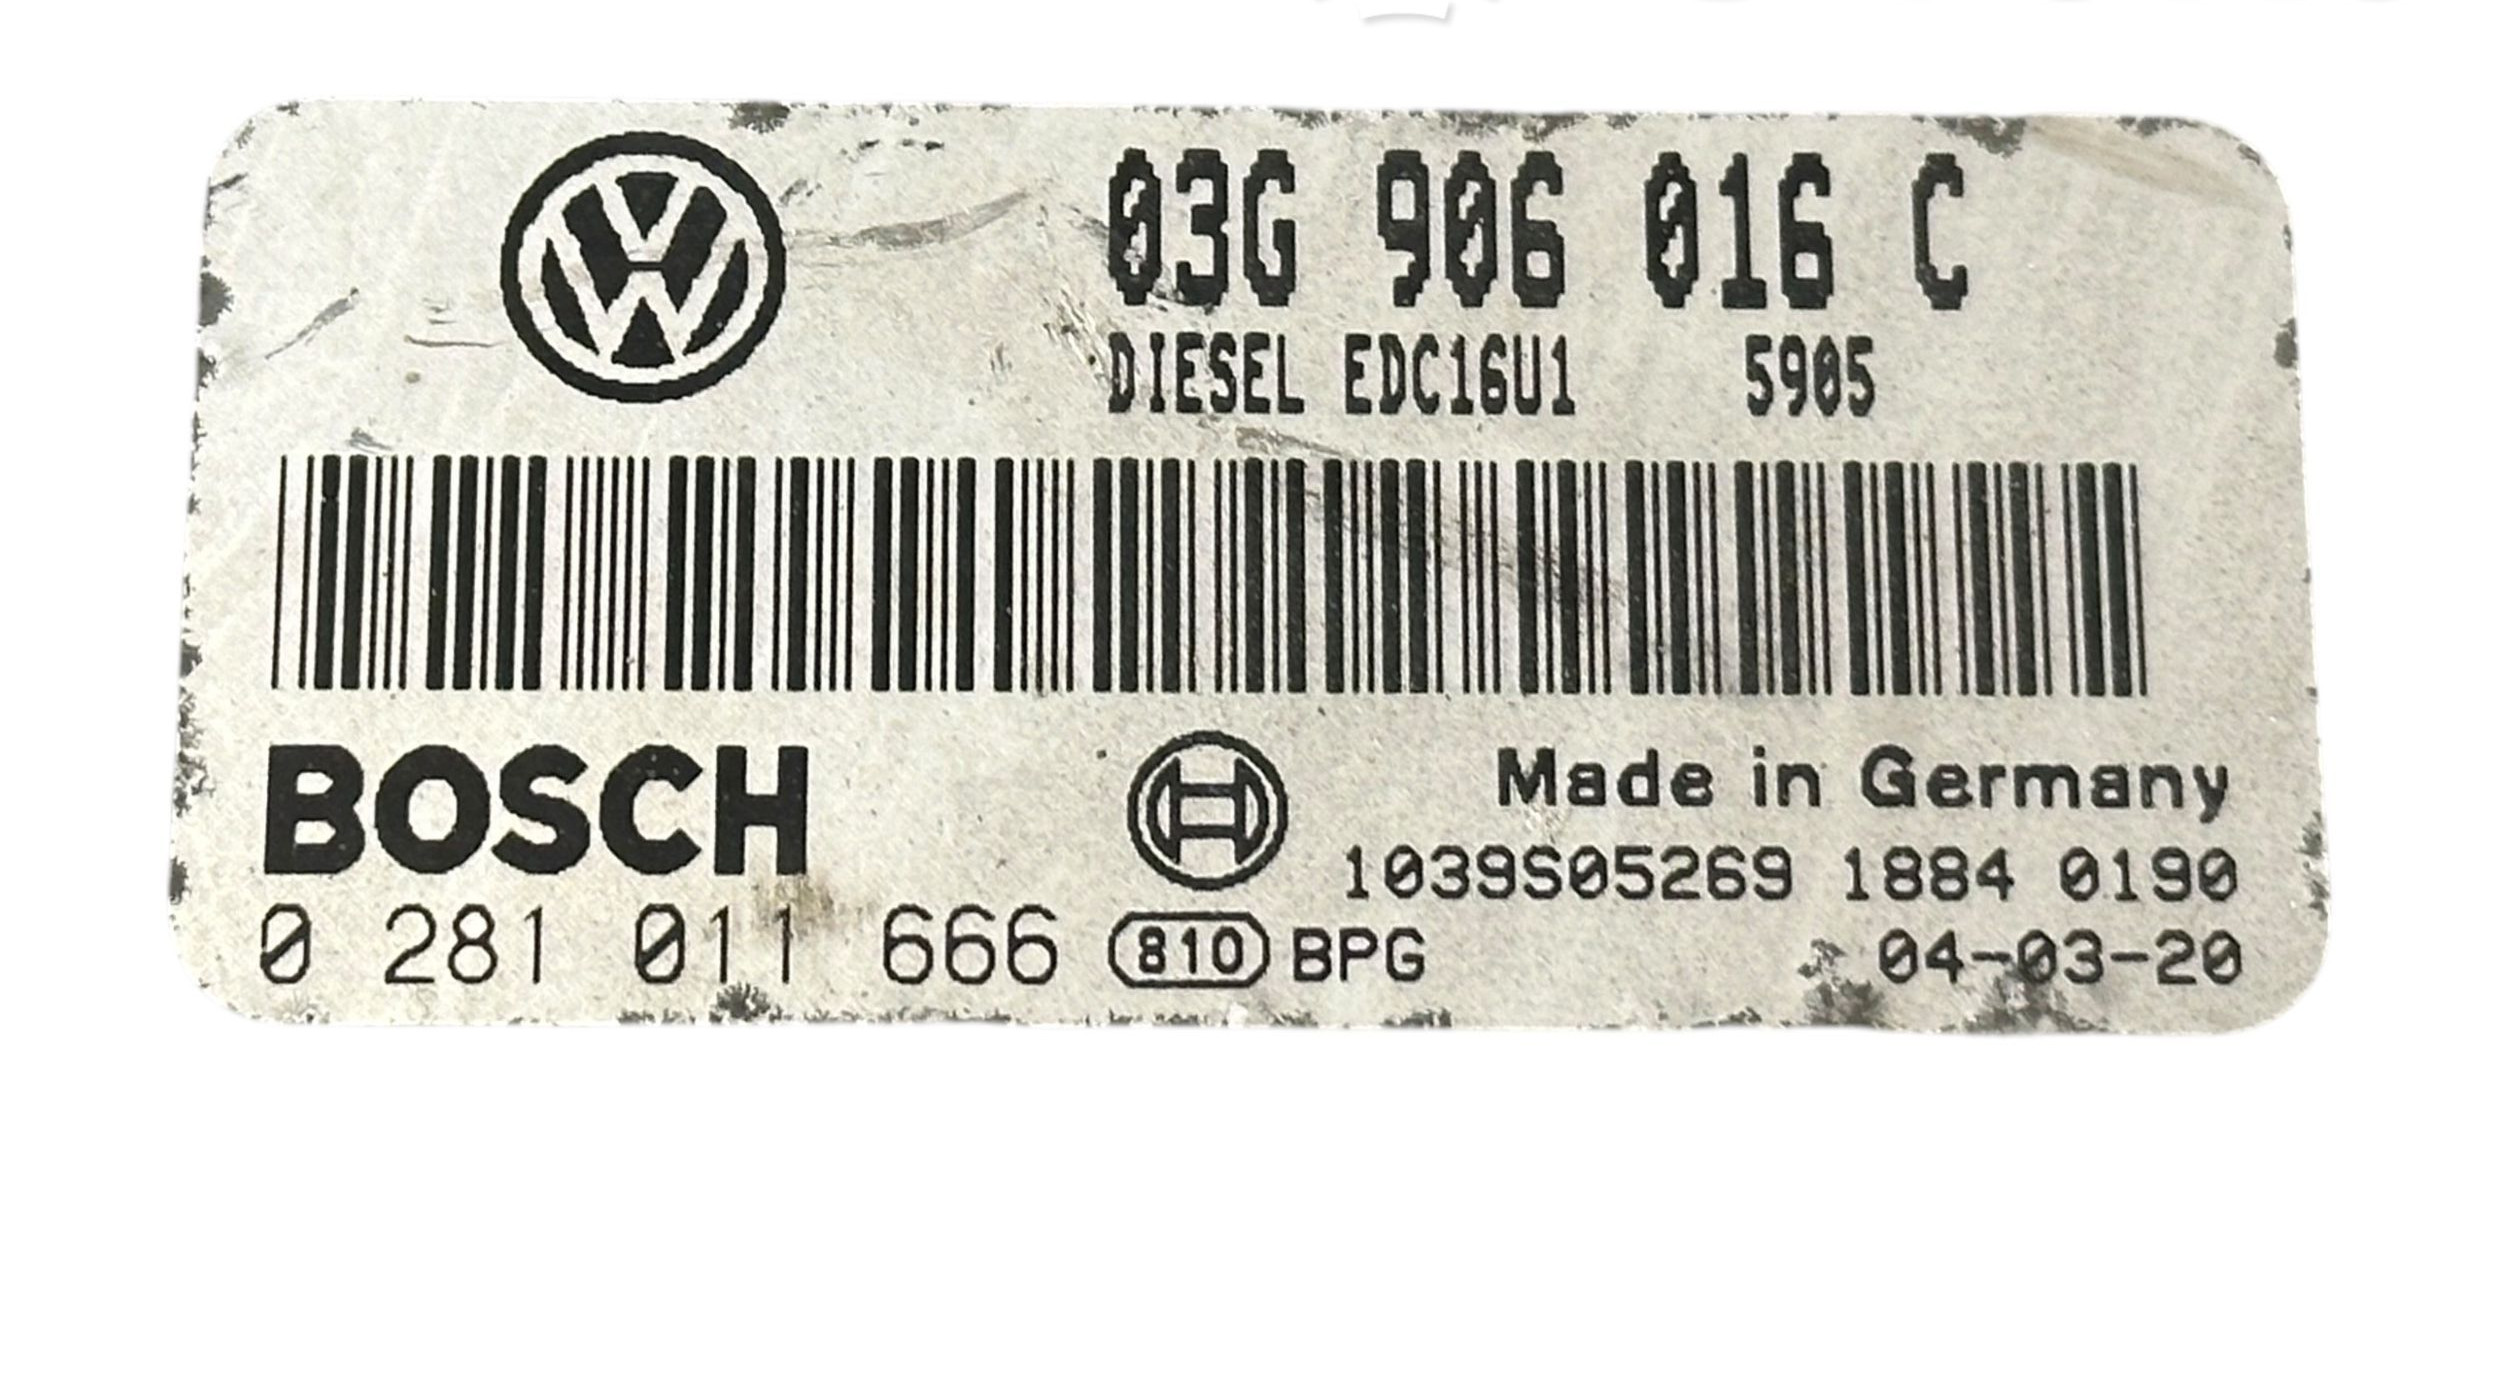 03G 906 016 C
DIESEL EDC16U1 5905
BOSCH
Made in Germany
1039S05269 1884 0190
0 281 011 666 810 BPG 04-03-20